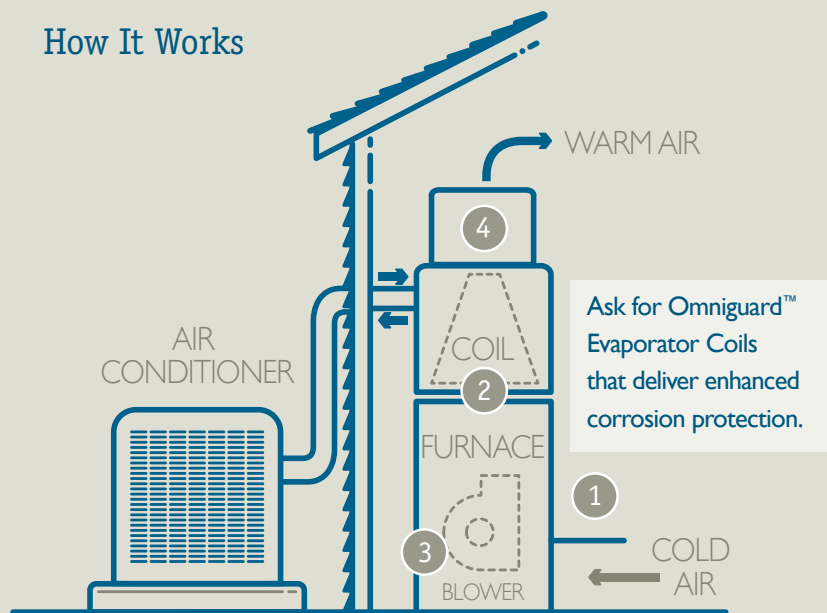 How It Works
WARM AIR
4
Ask for Omniguard™
Evaporator Coils
that deliver enhanced
corrosion protection.
AIR
CONDITIONER
COIL
2
FURNACE
1
3
BLOWER
COLD
AIR